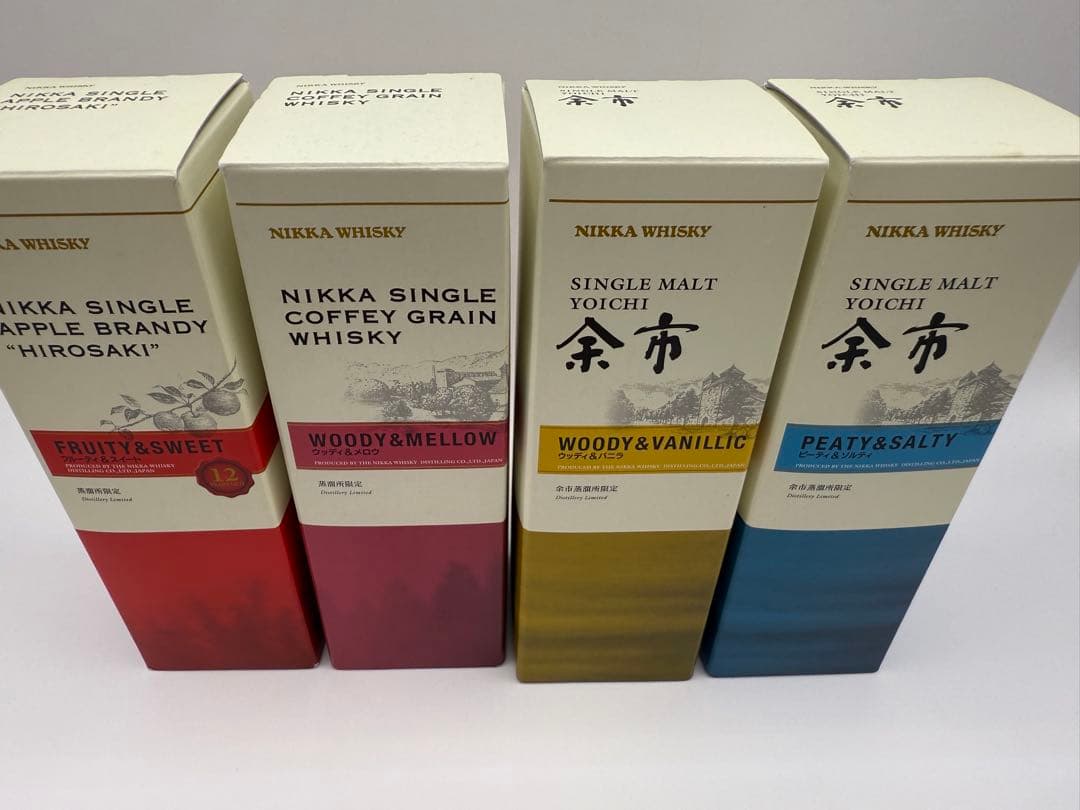 NIKKA SINGLE
APPLE BRANDY
HIROSAKI"
KA WHISKY
NIKKA SINGLE
APPLE BRANDY
"HIROSAKI"
FRUITY&SWEET
フルーティ&スイート
PRODUCED BY THE NIKKA WHISKY
DISTILLING CO.,LTD.JAPAN
12
蒸溜所限定
Distillery Limited
NIKKA WHISKY
NIKKA SINGLE
COFFEY GRAIN
WHISKY
NIKKA WHISKY
NIKKA SINGLE
COFFEY GRAIN
WHISKY
WOODY&MELLOW
ウッディ&メロウ
PRODUCED BY THE NIKKA WHISKY DISTILLING CO.,LTD.,JAPAN
蒸溜所限定
Distillery Limited
NIKKA WHISKY
SINGLE MALT
YOICHI
余市
NIKKA WHISKY
SINGLE MALT
YOICHI
余市
WOODY&VANILLIC
ウッディ&バニラ
PRODUCED BY THE NIKKA WHISKY DISTILLING CO.,LTD.,JAPAN
余市蒸溜所限定
Distillery Limited
NIKKA WHISKY
SINGLE MALT
YOICHI
余市
NIKKA WHISKY
SINGLE MALT
YOICHI
余市
PEATY&SALTY
ピーティ&ソルティ
PRODUCED BY THE NIKKA WHISKY DISTILLING CO.,LTD.,JAPAN
余市蒸溜所限定
Distillery Limited